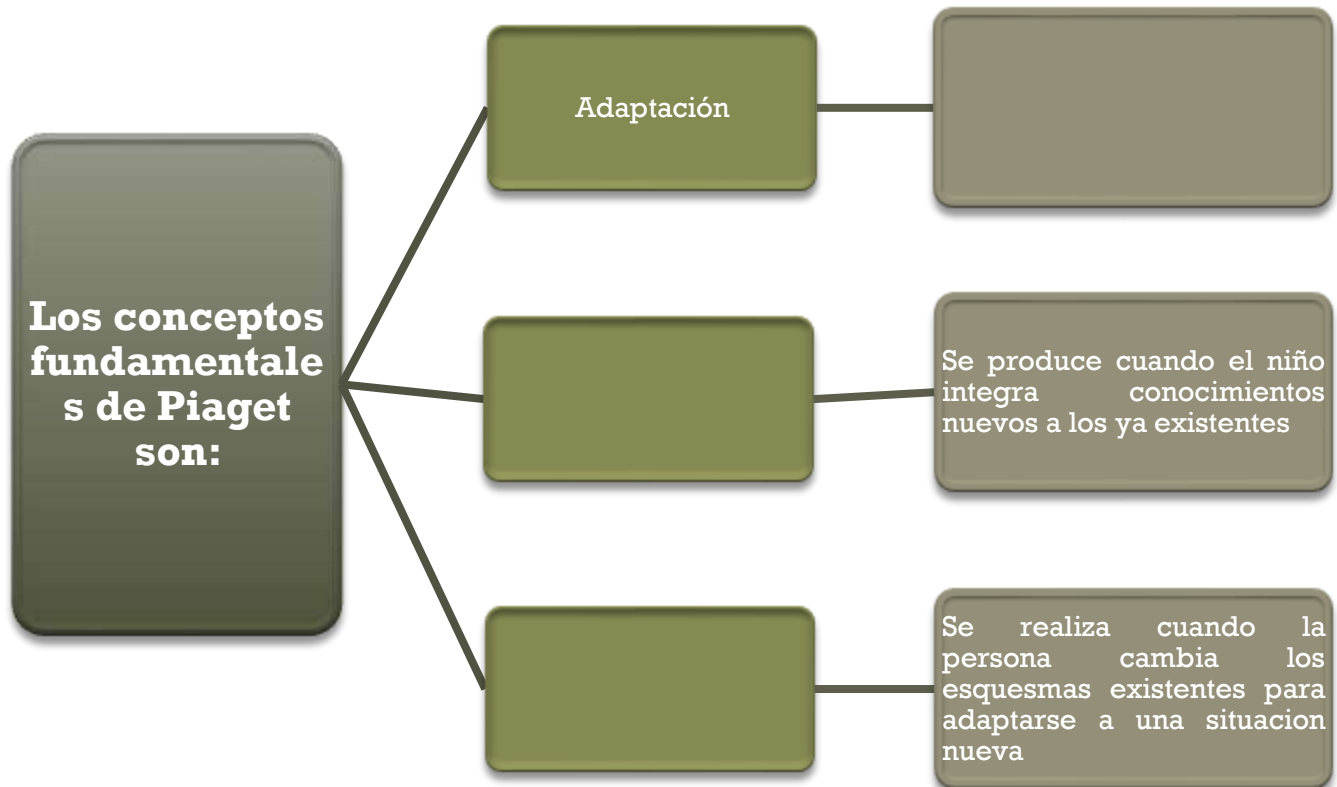 Los conceptos
fundamentale
s de Piaget
son:
Adaptación
Se produce cuando el niño
integra conocimientos
nuevos a los ya existentes
Se realiza cuando la
persona cambia los
esquesmas existentes para
adaptarse a una situacion
nueva